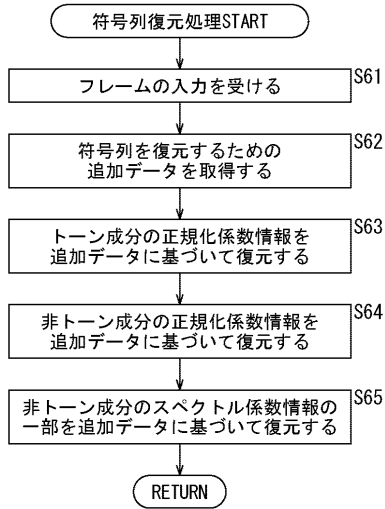 符号列復元処理START
フレームの入力を受ける
S61
符号列を復元するための
追加データを取得する
S62
トーン成分の正規化係数情報を
追加データに基づいて復元する
S63
非トーン成分の正規化係数情報を
追加データに基づいて復元する
S64
非トーン成分のスペクトル係数情報の
一部を追加データに基づいて復元する
S65
RETURN